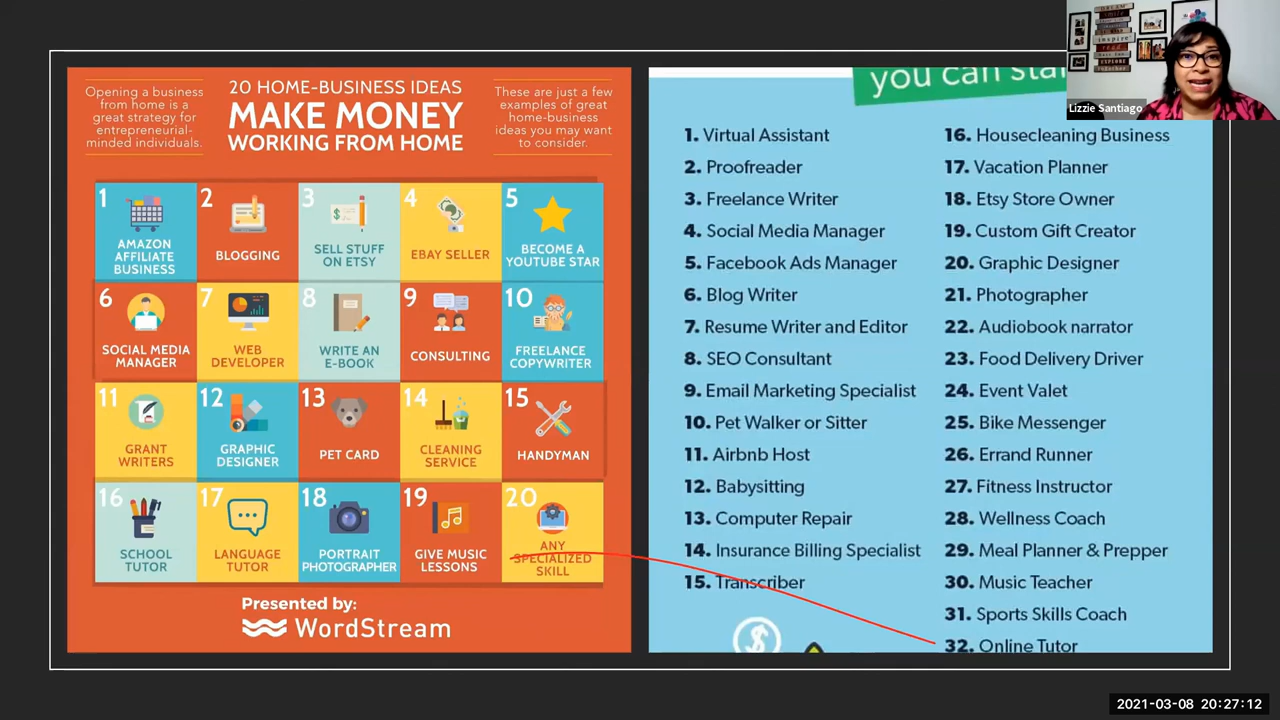 Opening a business
from home is a
great strategy for
entrepreneurial-
minded individuals.
20 HOME-BUSINESS IDEAS
MAKE MONEY
WORKING FROM HOME
These are just a few
examples of great
home-business
ideas you may want
to consider.
1
AMAZON
AFFILIATE
BUSINESS
2
BLOGGING
3
SELL STUFF
ON ETSY
4
EBAY SELLER
5
BECOME A
YOUTUBE STAR
6
SOCIAL MEDIA
MANAGER
7
WEB
DEVELOPER
8
WRITE AN
E-BOOK
9
CONSULTING
10
FREELANCE
COPYWRITER
11
GRANT
WRITERS
12
GRAPHIC
DESIGNER
13
PET CARD
14
CLEANING
SERVICE
15
HANDYMAN
16
SCHOOL
TUTOR
17
LANGUAGE
TUTOR
18
PORTRAIT
PHOTOGRAPHER
19
GIVE MUSIC
LESSONS
20
ANY
SPECIALIZED
SKILL
Presented by:
WordStream
you can
1. Virtual Assistant
2. Proofreader
3. Freelance Writer
4. Social Media Manager
5. Facebook Ads Manager
6. Blog Writer
7. Resume Writer and Editor
8. SEO Consultant
9. Email Marketing Specialist
10. Pet Walker or Sitter
11. Airbnb Host
12. Babysitting
13. Computer Repair
14. Insurance Billing Specialist
15. Transcriber
16. Housecleaning Business
17. Vacation Planner
18. Etsy Store Owner
19. Custom Gift Creator
20. Graphic Designer
21. Photographer
22. Audiobook narrator
23. Food Delivery Driver
24. Event Valet
25. Bike Messenger
26. Errand Runner
27. Fitness Instructor
28. Wellness Coach
29. Meal Planner & Prepper
30. Music Teacher
31. Sports Skills Coach
32. Online Tutor
inspire
EXPLORE
Lizzie Santiago
2021-03-08 20:27:12